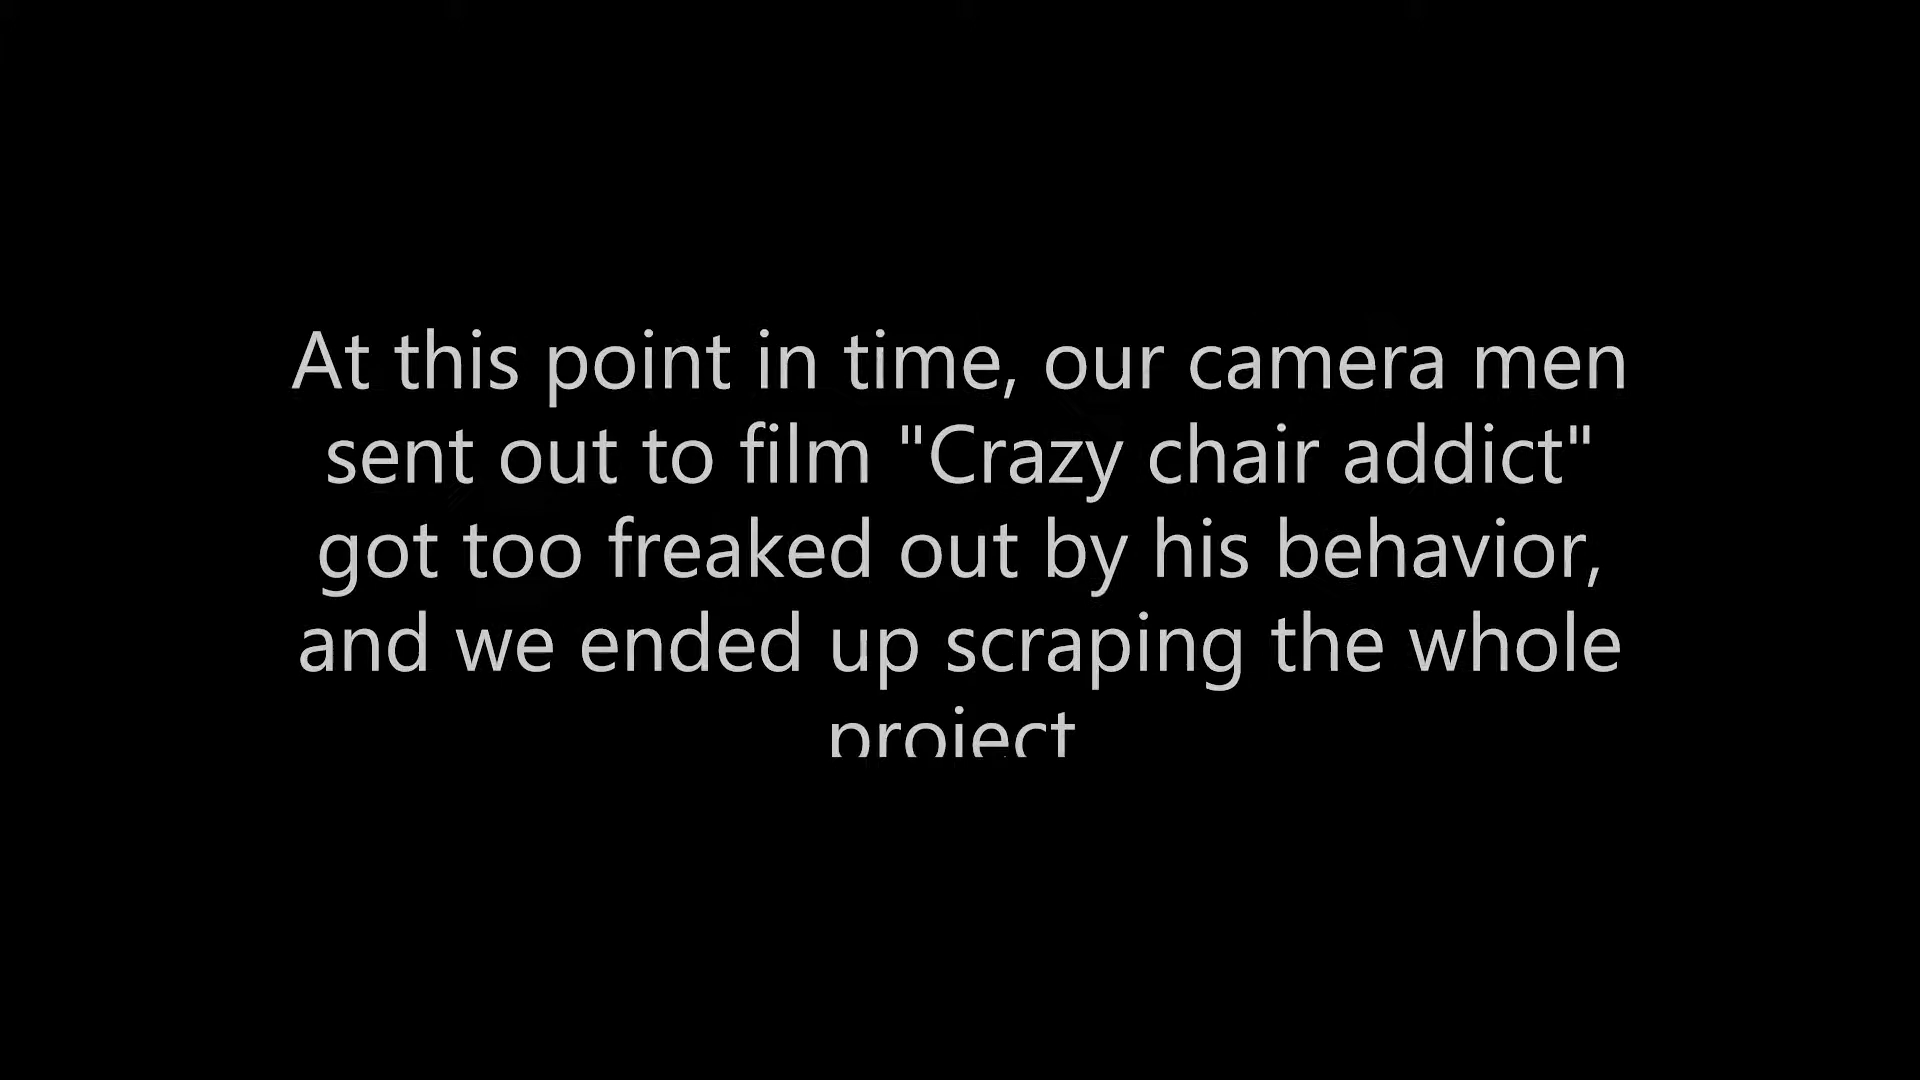 At this point in time, our camera men
sent out to film "Crazy chair addict"
got too freaked out by his behavior,
and we ended up scraping the whole
project